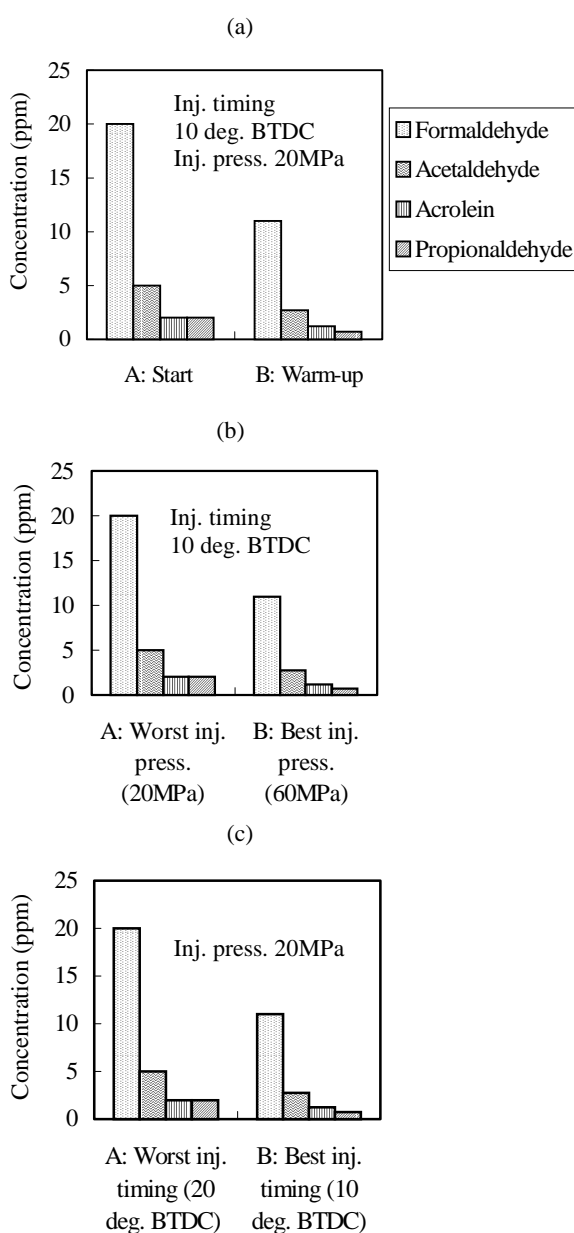 (a)
Concentration (ppm)
25
20
15
10
5
0
Inj. timing
10 deg. BTDC
Inj. press. 20MPa
A: Start
B: Warm-up
Formaldehyde
Acetaldehyde
Acrolein
Propionaldehyde
(b)
Concentration (ppm)
25
20
15
10
5
0
Inj. timing
10 deg. BTDC
A: Worst inj.
press.
(20MPa)
B: Best inj.
press.
(60MPa)
(c)
Concentration (ppm)
25
20
15
10
5
0
Inj. press. 20MPa
A: Worst inj.
timing (20
deg. BTDC)
B: Best inj.
timing (10
deg. BTDC)